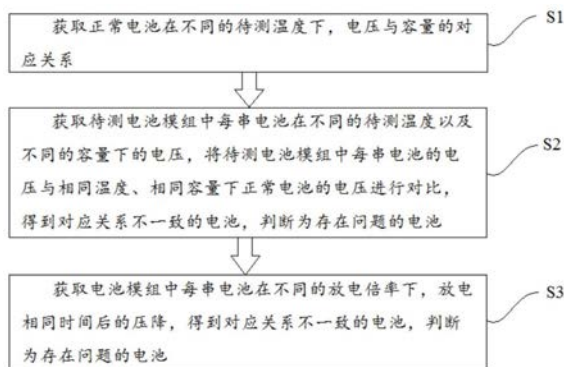 获取正常电池在不同的待测温度下，电压与容量的对
应关系
S1
获取待测电池模组中每串电池在不同的待测温度以及
不同的容量下的电压，将待测电池模组中每串电池的电
压与相同温度、相同容量下正常电池的电压进行对比，
得到对应关系不一致的电池，判断为存在问题的电池
S2
获取电池模组中每串电池在不同的放电倍率下，放电
相同时间后的压降，得到对应关系不一致的电池，判断
为存在问题的电池
S3